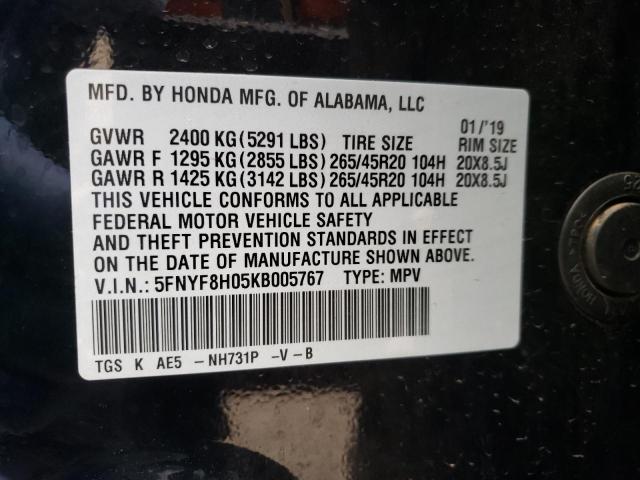 MFD. BY HONDA MFG. OF ALABAMA, LLC
01/'19
GVWR 2400 KG(5291 LBS) TIRE SIZE RIM SIZE
GAWR F 1295 KG(2855 LBS) 265/45R20 104H 20X8.5J
GAWR R 1425 KG(3142 LBS) 265/45R20 104H 20X8.5J
THIS VEHICLE CONFORMS TO ALL APPLICABLE
FEDERAL MOTOR VEHICLE SAFETY
AND THEFT PREVENTION STANDARDS IN EFFECT
ON THE DATE OF MANUFACTURE SHOWN ABOVE.
V.I.N.: 5FNYF8H05KB005767 TYPE: MPV
TGS K AE5 -NH731P -V-B
HONDA